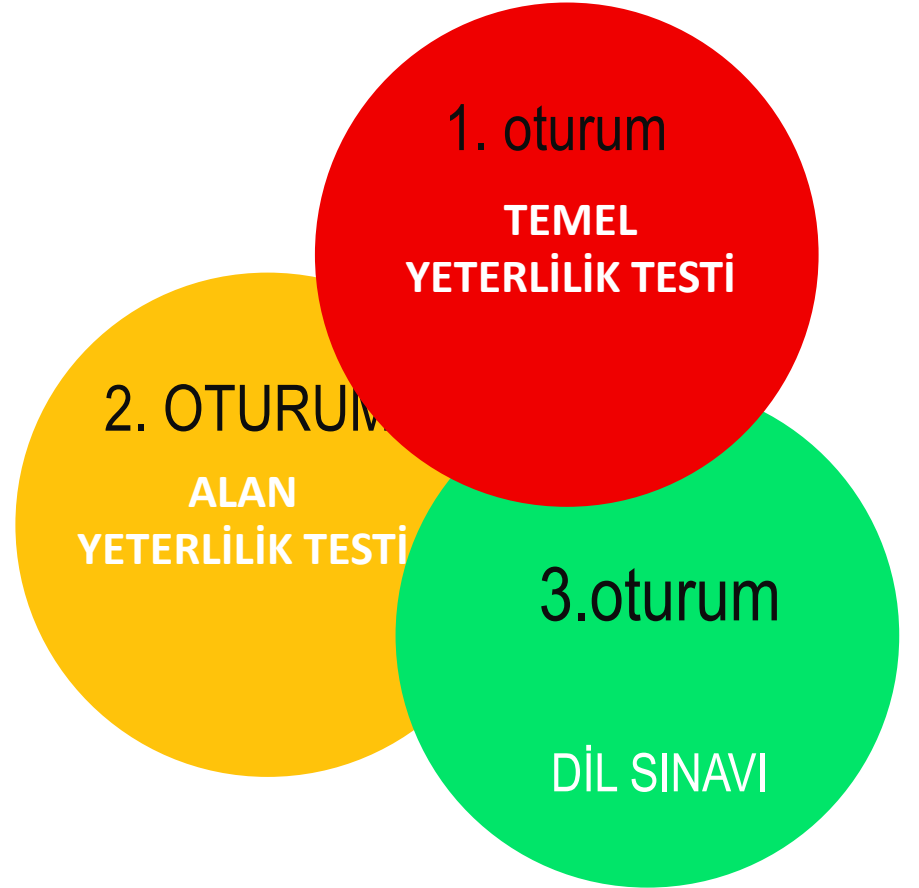 1. oturum
TEMEL
YETERLİLİK TESTİ
2. OTURUM
ALAN
YETERLİLİK TESTİ
3.oturum
DİL SINAVI